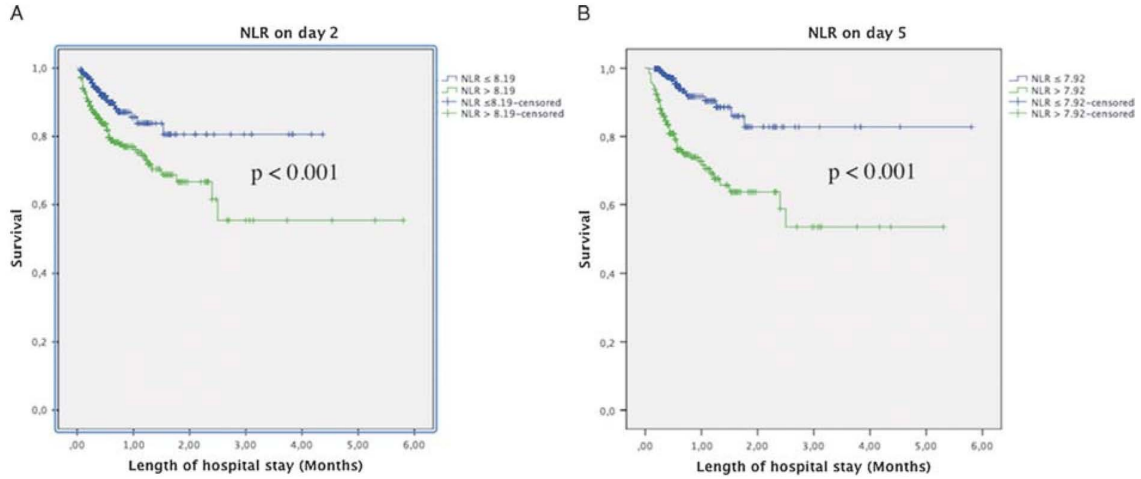 A
NLR on day 2
1,0
0,8
0,6
0,4
0,2
0,0
Survival
,00 1,00 2,00 3,00 4,00 5,00 6,00
Length of hospital stay (Months)
p < 0.001
NLR ≤ 8.19
NLR > 8.19
NLR ≤8.19-censored
NLR > 8.19-censored
B
NLR on day 5
1,0
0,8
0,6
0,4
0,2
0,0
Survival
,00 1,00 2,00 3,00 4,00 5,00 6,00
Length of hospital stay (Months)
p < 0.001
NLR ≤ 7.92
NLR > 7.92
NLR ≤ 7.92-censored
NLR > 7.92-censored